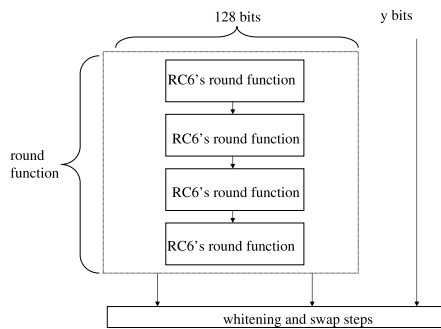 128 bits
y bits
RC6's round function
RC6's round function
RC6's round function
RC6's round function
round
function
whitening and swap steps